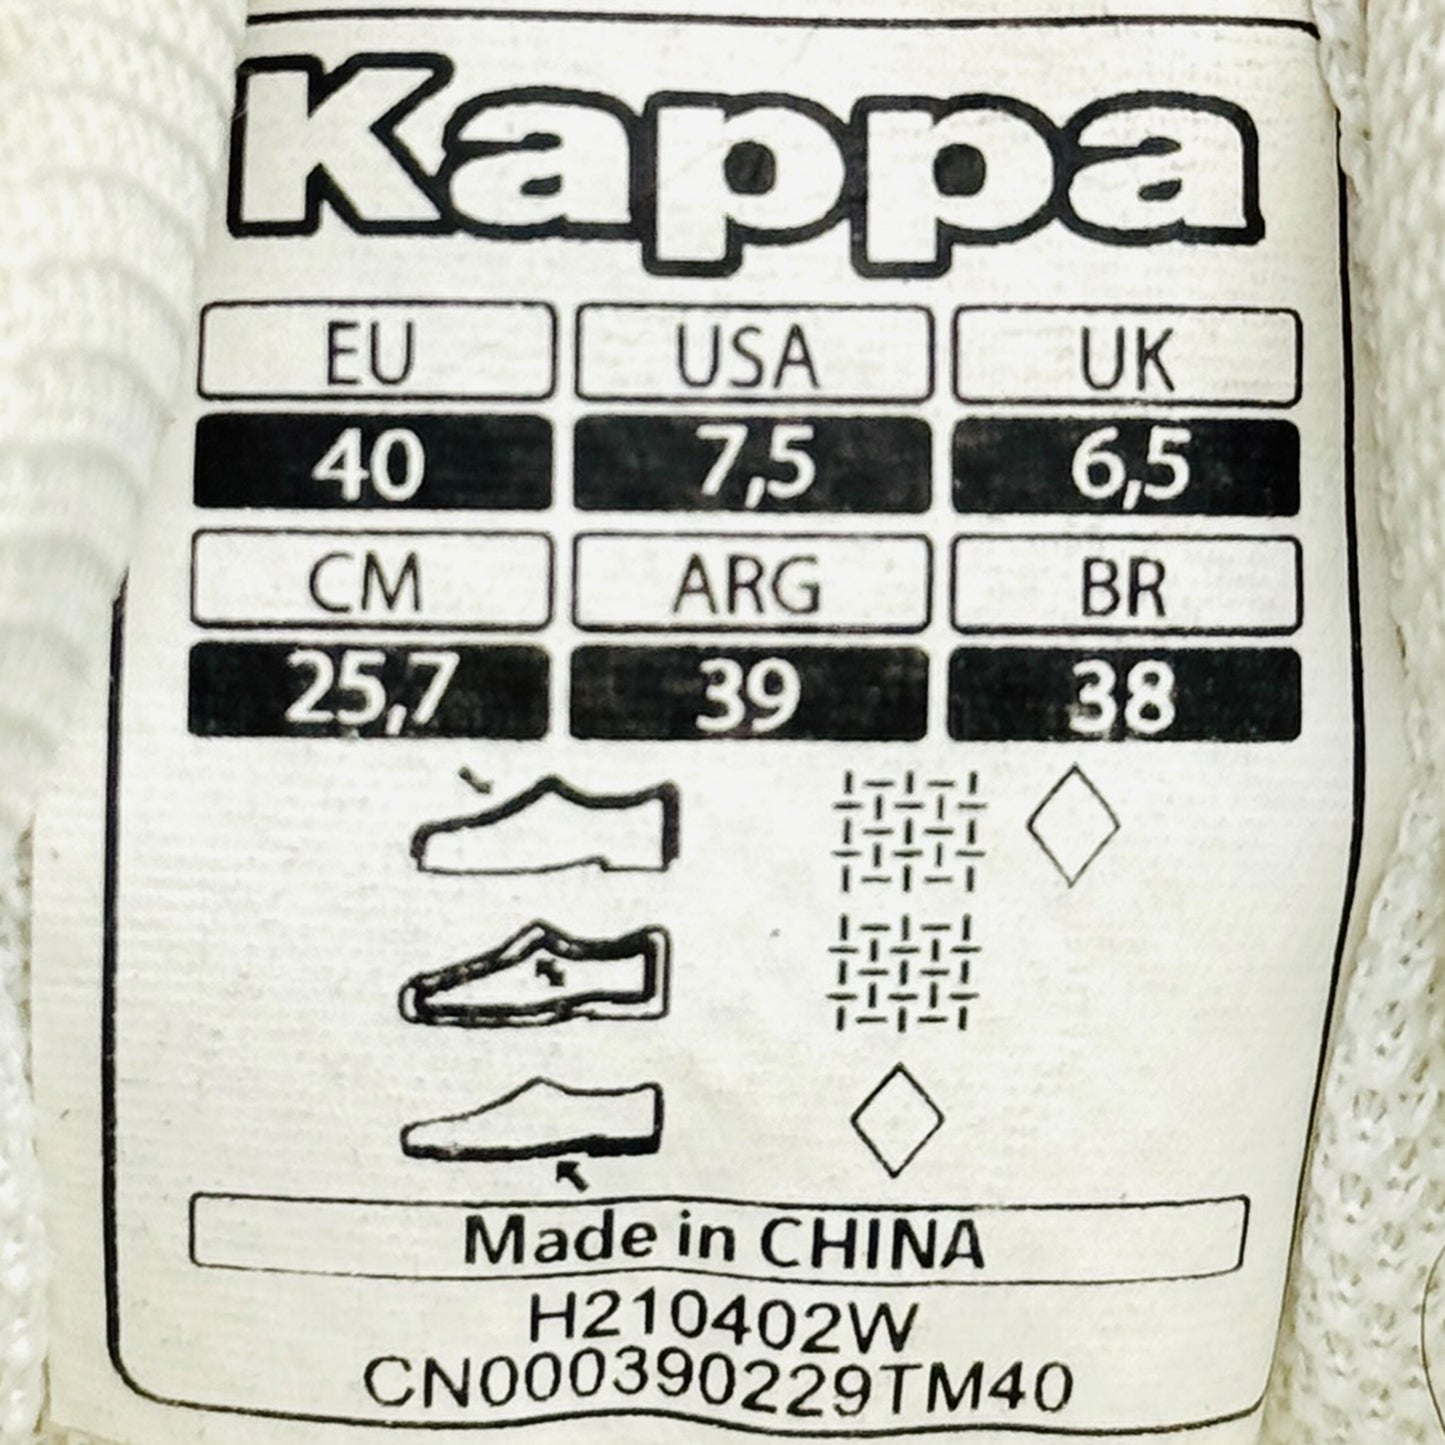 Kappa
EU USA UK
40 7,5 6,5
CM ARG BR
25,7 39 38
Made in CHINA
H210402W
CN000390229TM40